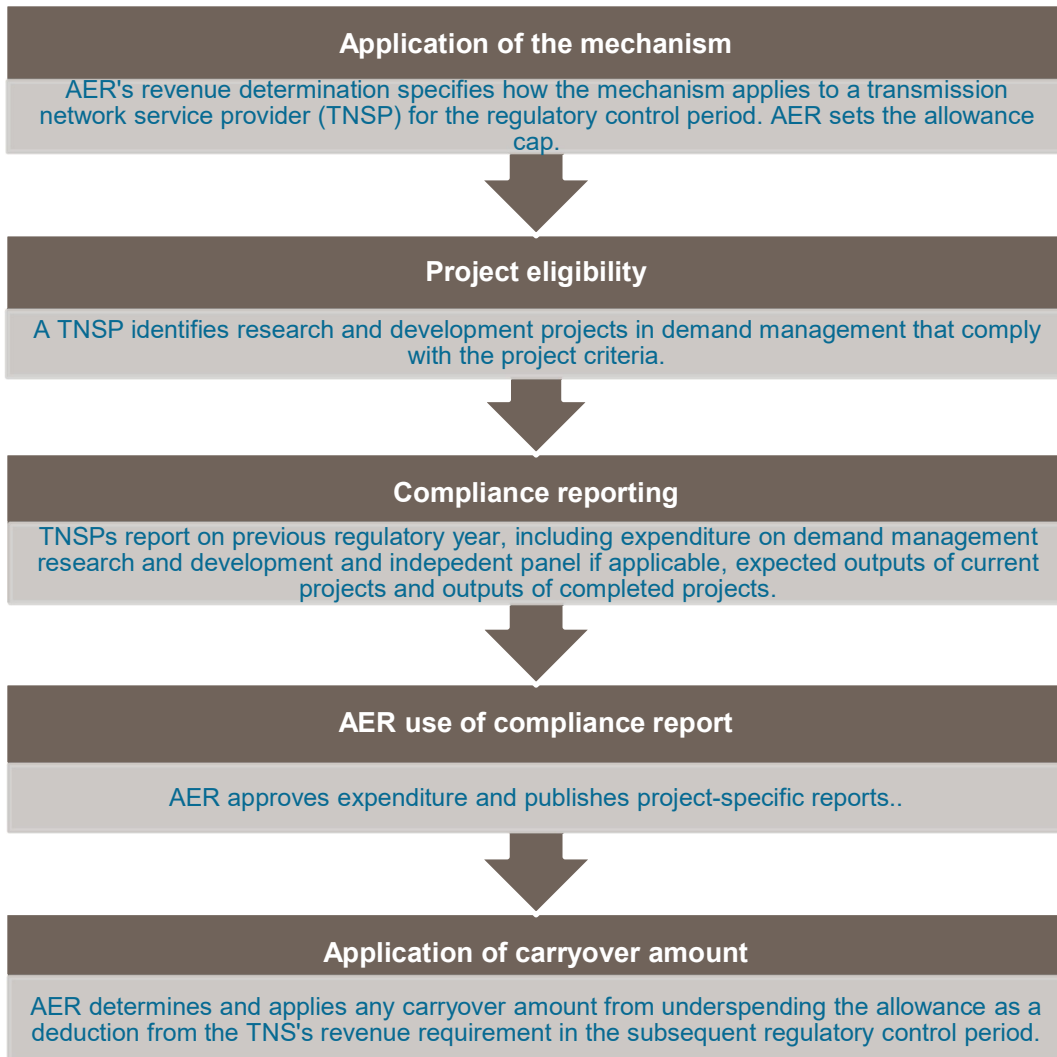 Application of the mechanism
AER's revenue determination specifies how the mechanism applies to a transmission
network service provider (TNSP) for the regulatory control period. AER sets the allowance
cap.
Project eligibility
A TNSP identifies research and development projects in demand management that comply
with the project criteria.
Compliance reporting
TNSPs report on previous regulatory year, including expenditure on demand management
research and development and indepedent panel if applicable, expected outputs of current
projects and outputs of completed projects.
AER use of compliance report
AER approves expenditure and publishes project-specific reports..
Application of carryover amount
AER determines and applies any carryover amount from underspending the allowance as a
deduction from the TNS's revenue requirement in the subsequent regulatory control period.